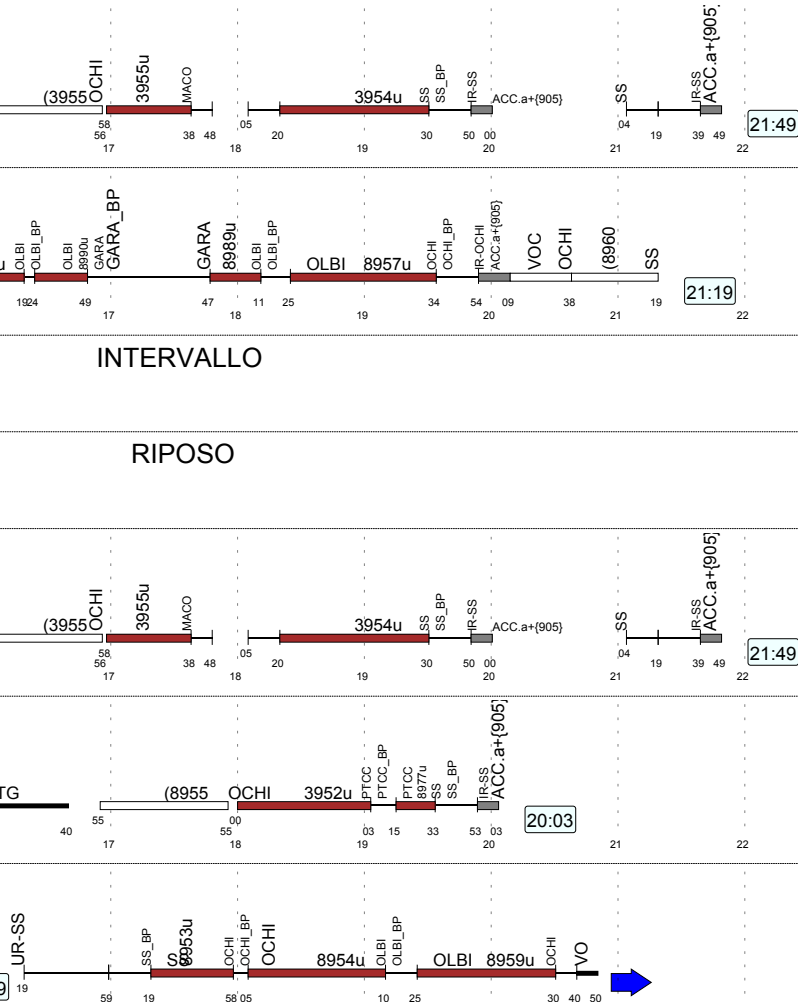 (3955 OCHI 3955u MACO 3954u SS SS_BP IR-SS ACC.a+{905} SS IR-SS ACC.a+{905}
58 05 04 21:49
56 38 48 20 30 50 00 19 39 49
17 18 19 20 21 22
u OLBI OLBI_BP OLBI 8990u GARA GARA_BP GARA 8989u OLBI OLBI_BP OLBI 8957u OCHI OCHI_BP IR-OCHI ACC.a+{905} VOC OCHI (8960 SS
21:19
19 24 49 47 11 25 34 54 09 38 19
17 18 19 20 21 22
INTERVALLO
RIPOSO
(3955 OCHI 3955u MACO 3954u SS SS_BP IR-SS ACC.a+{905} SS IR-SS ACC.a+{905}
58 05 04 21:49
56 38 48 20 30 50 00 19 39 49
17 18 19 20 21 22
TG (8955 OCHI 3952u PTCC PTCC_BP PTCC 8977u SS SS_BP IR-SS ACC.a+{905}
55 00 20:03
40 55 03 15 33 53 03
17 18 19 20 21 22
UR-SS SS_BP SS 8953u OCHI OCHI_BP OCHI 8954u OLBI OLBI_BP OLBI 8959u OCHI VO
9 19
59 19 58 05 10 25 30 40 50